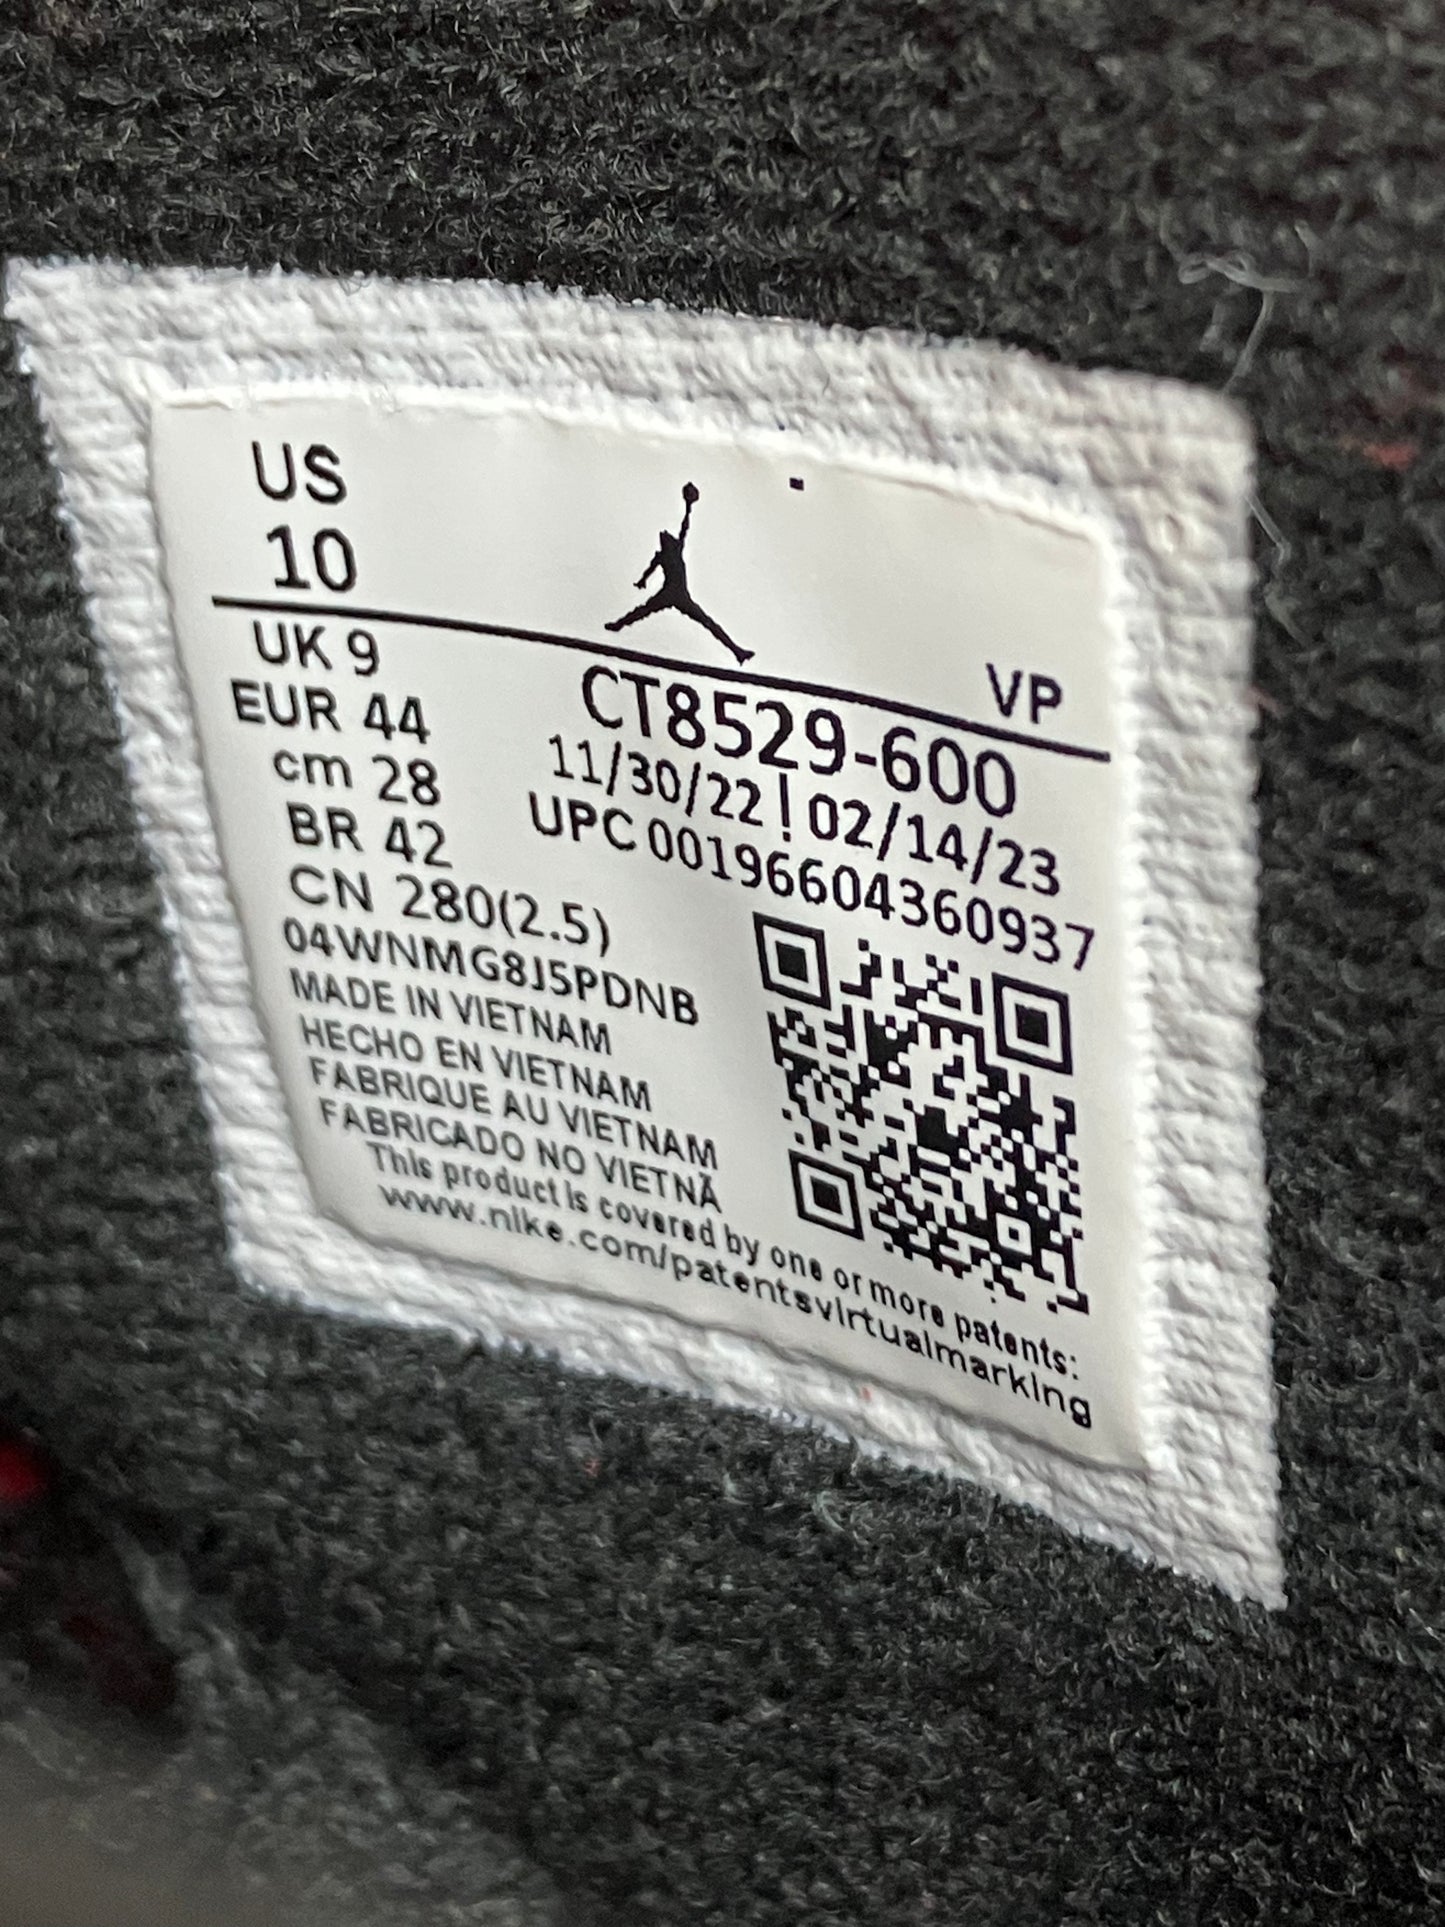 US
10
VP
UK 9
EUR 44
cm 28
BR 42
CN 280(2.5)
CT8529-600
11/30/22 ! 02/14/23
UPC 00196604360937
04WNMG8J5PDNB
MADE IN VIETNAM
HECHO EN VIETNAM
FABRIQUE AU VIETNAM
FABRICADO NO VIETNÃ
This product is covered by one or more patents:
www.nike.com/patentsvirtualmarking